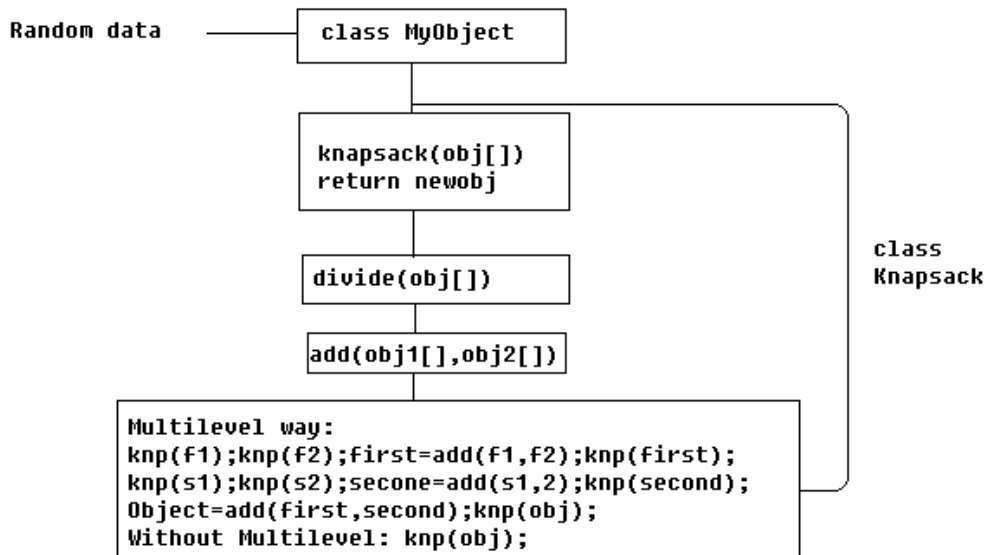 Random data
class MyObject
knapsack(obj[])
return newobj
divide(obj[])
add(obj1[],obj2[])
class
Knapsack
Multilevel way:
knp(f1);knp(f2);first=add(f1,f2);knp(first);
knp(s1);knp(s2);secone=add(s1,2);knp(second);
Object=add(first,second);knp(obj);
Without Multilevel: knp(obj);